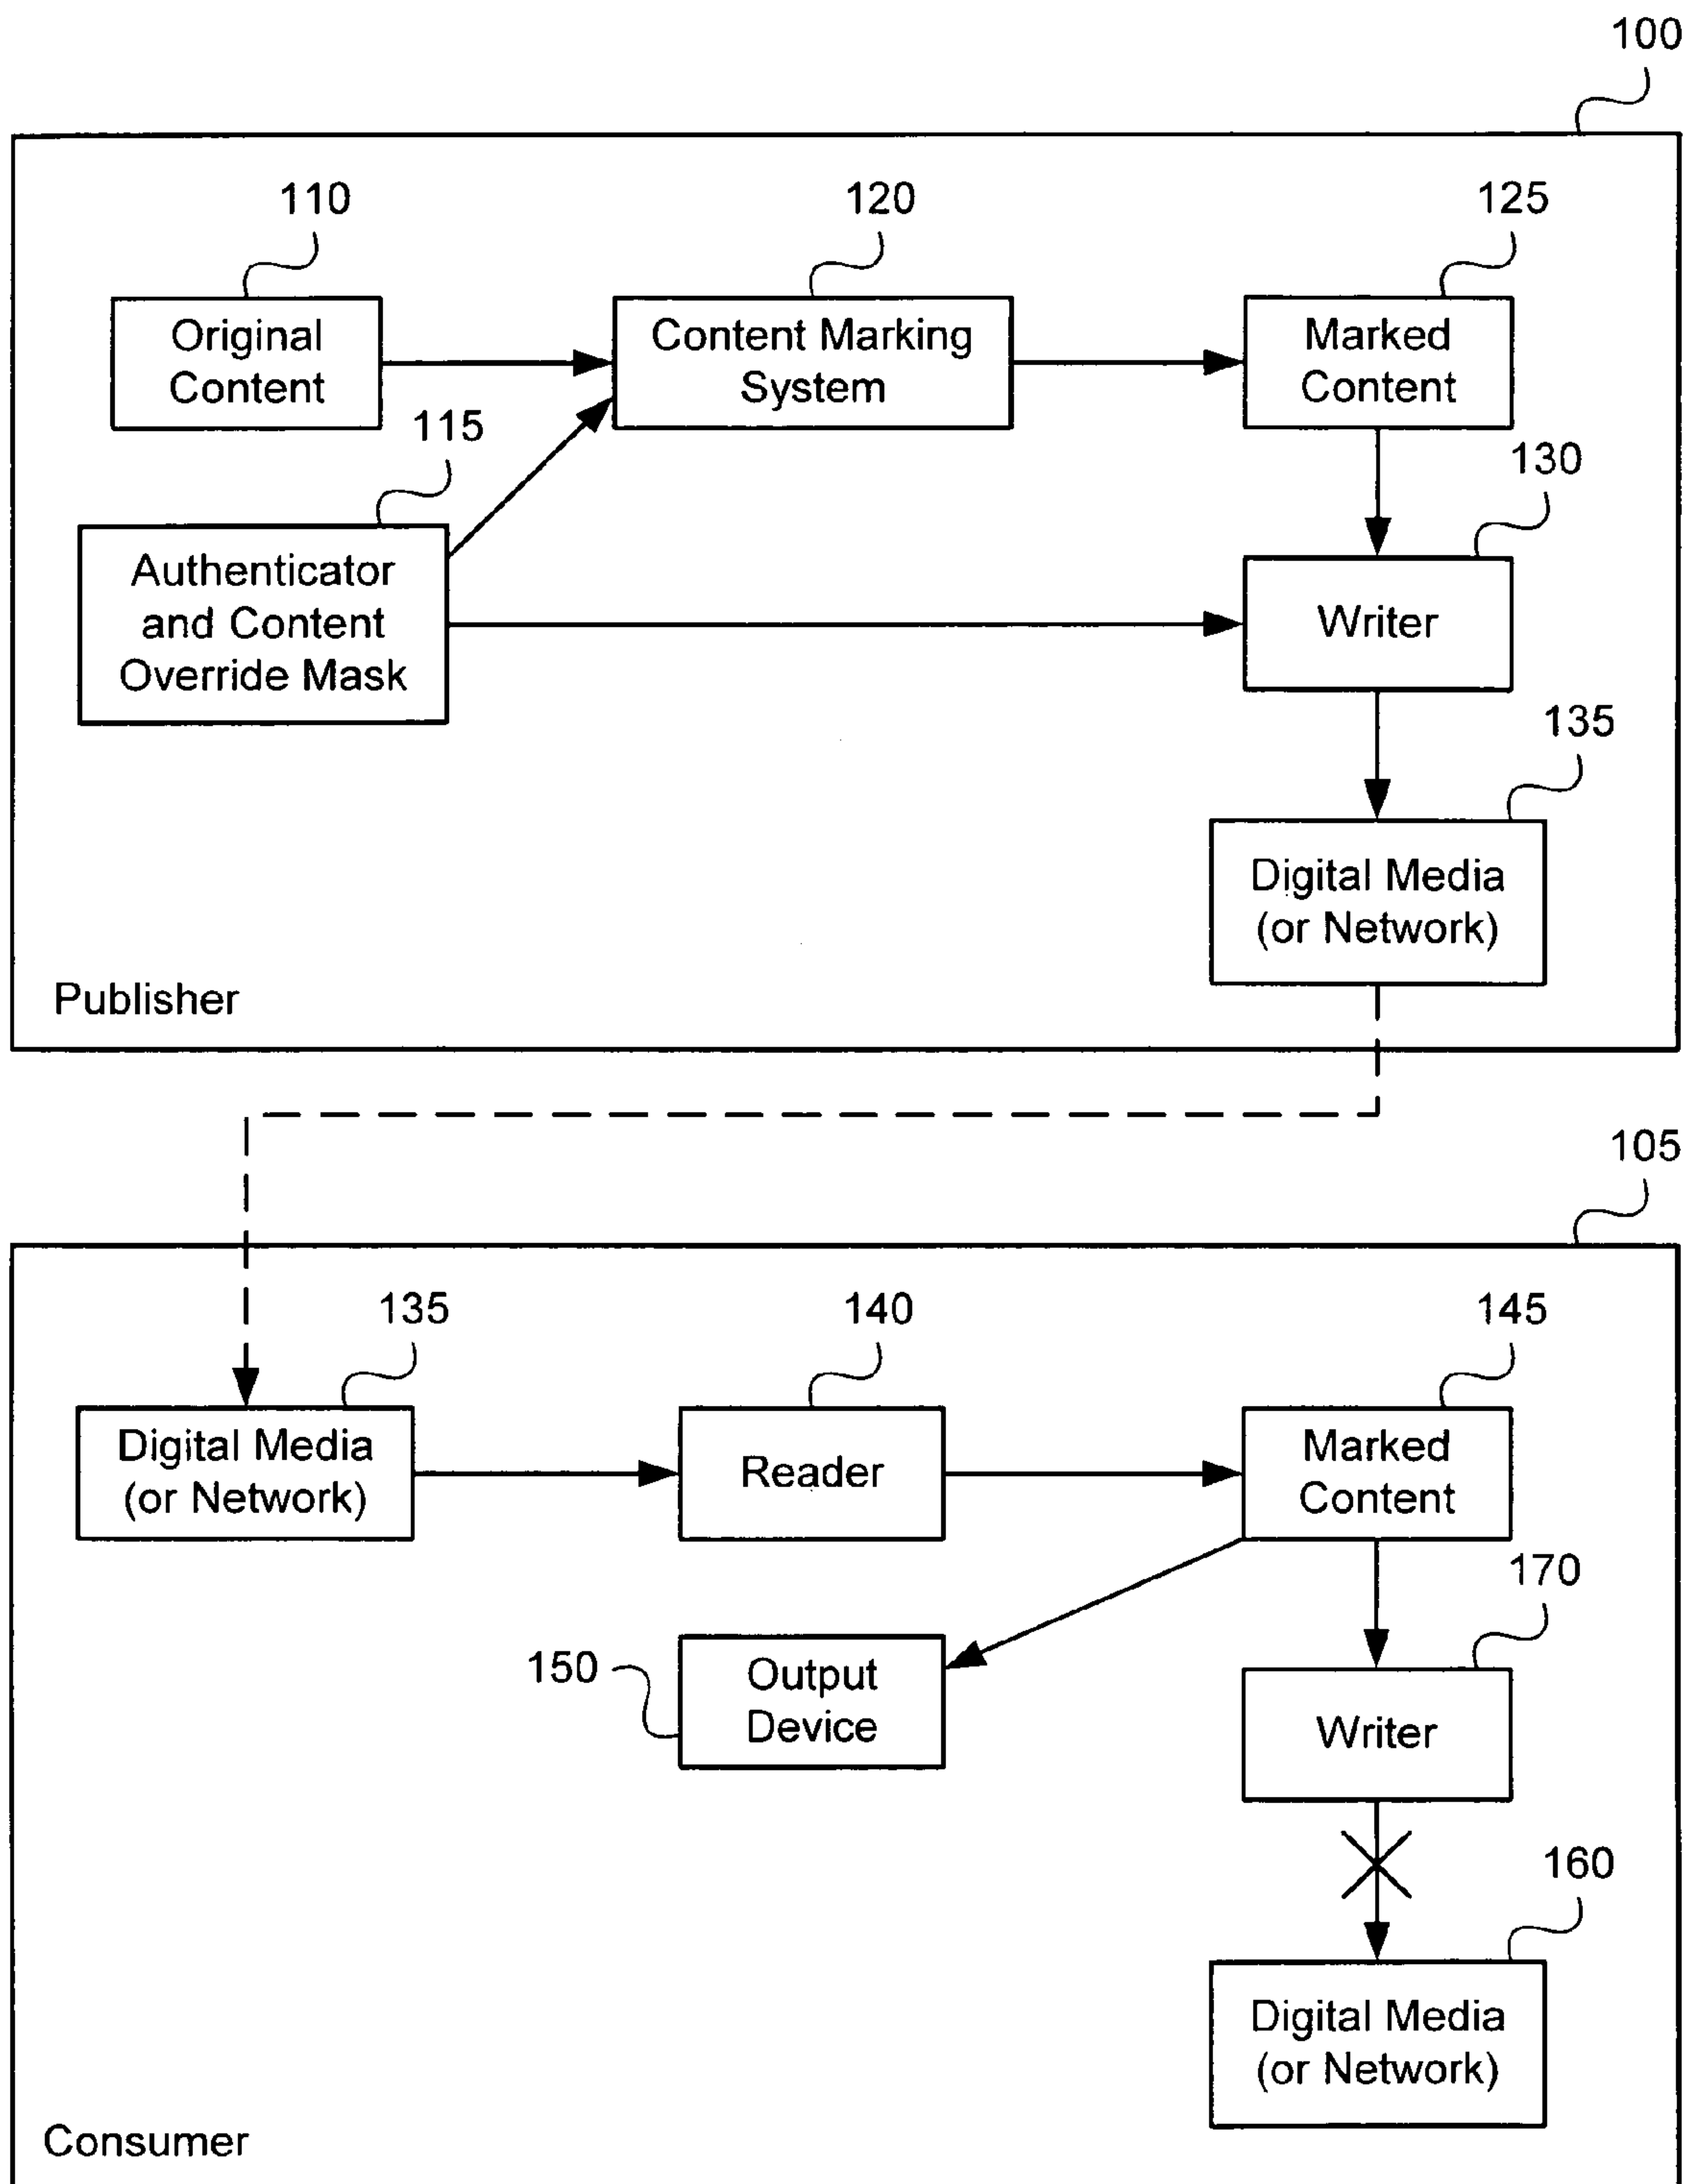 100
110
120
125
Original
Content
Content Marking
System
Marked
Content
115
130
Authenticator
and Content
Override Mask
Writer
135
Digital Media
(or Network)
Publisher
105
135
140
145
Digital Media
(or Network)
Reader
Marked
Content
170
150
Output
Device
Writer
160
Digital Media
(or Network)
Consumer